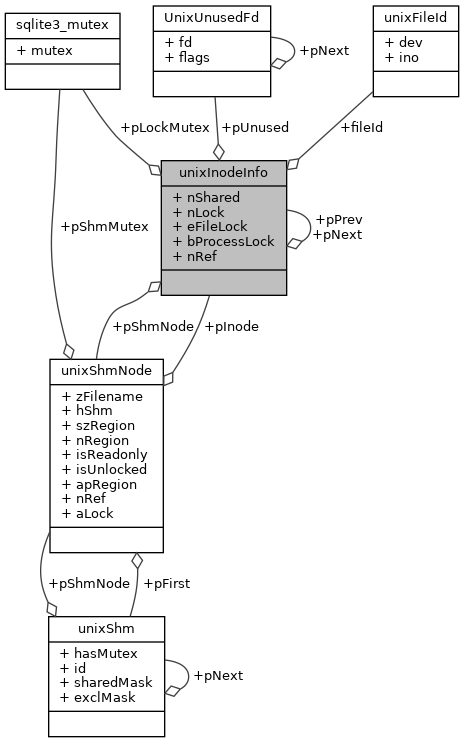 sqlite3_mutex
+ mutex
UnixUnusedFd
+ fd
+ flags
+pNext
unixFileId
+ dev
+ ino
+pLockMutex
+pUnused
+fileId
unixInodeInfo
+ nShared
+ nLock
+ eFileLock
+ bProcessLock
+ nRef
+pPrev
+pNext
+pShmMutex
+pShmNode
+pInode
unixShmNode
+ zFilename
+ hShm
+ szRegion
+ nRegion
+ isReadonly
+ isUnlocked
+ apRegion
+ nRef
+ aLock
+pShmNode
+pFirst
unixShm
+ hasMutex
+ id
+ sharedMask
+ exclMask
+pNext